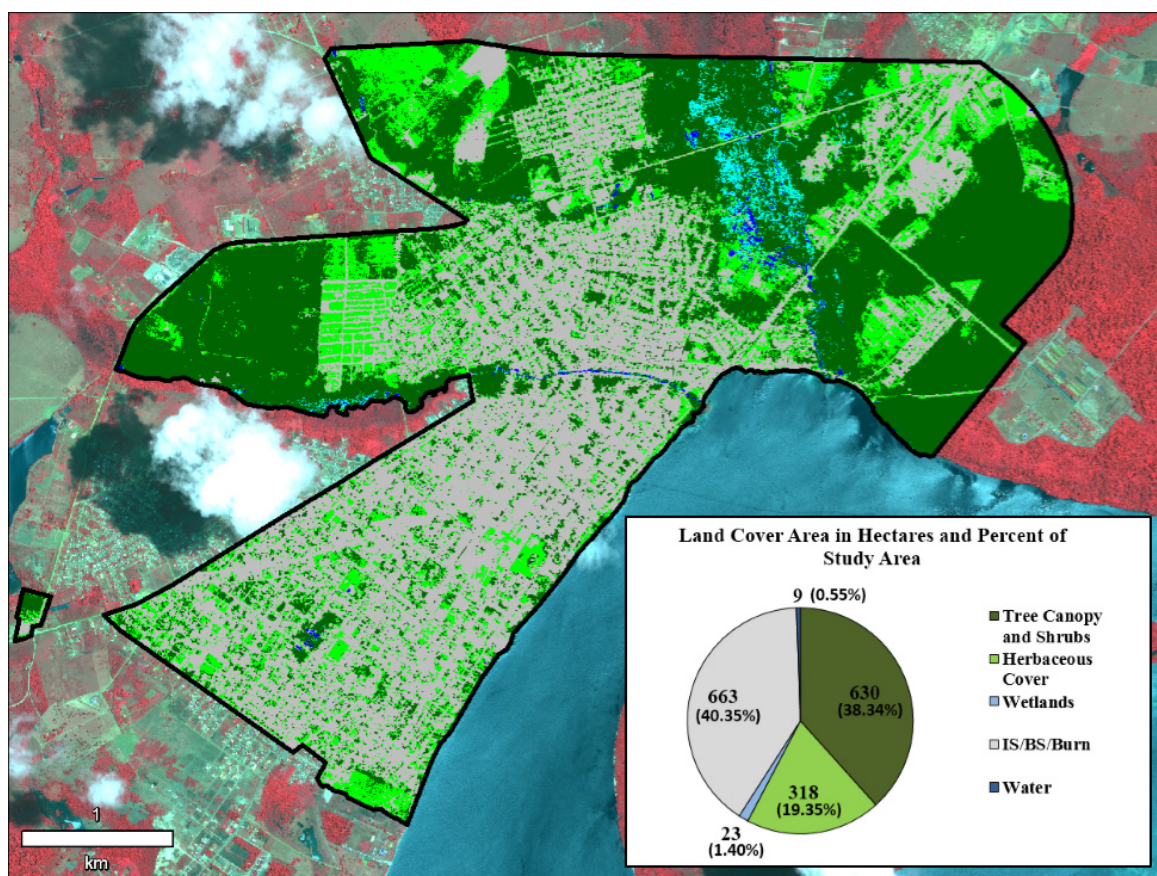 Land Cover Area in Hectares and Percent of
Study Area
9 (0.55%)
663
(40.35%)
630
(38.34%)
318
(19.35%)
23
(1.40%)
Tree Canopy
and Shrubs
Herbaceous
Cover
Wetlands
IS/BS/Burn
Water
1
km